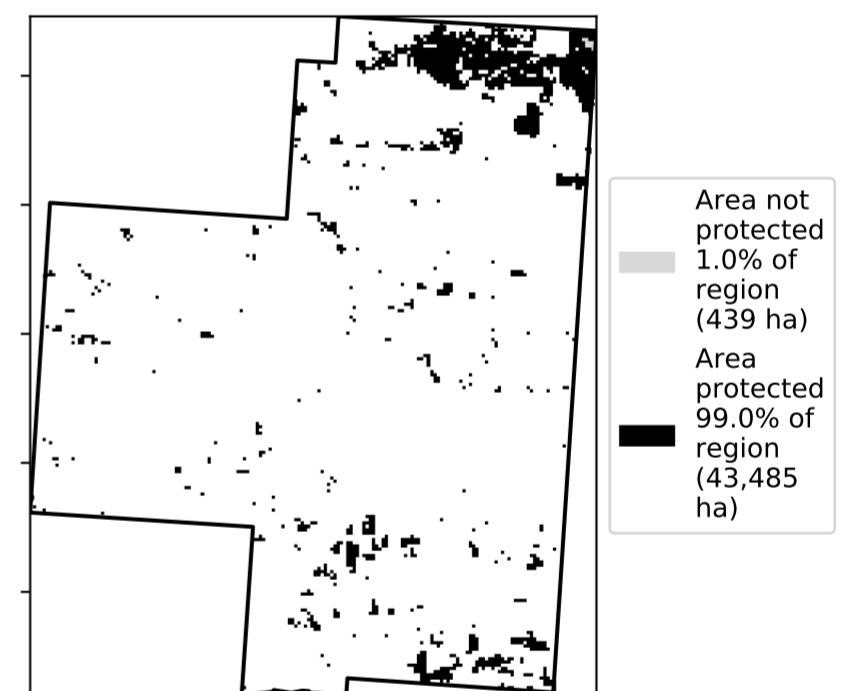 Area not
protected
1.0% of
region
(439 ha)
Area
protected
99.0% of
region
(43,485
ha)